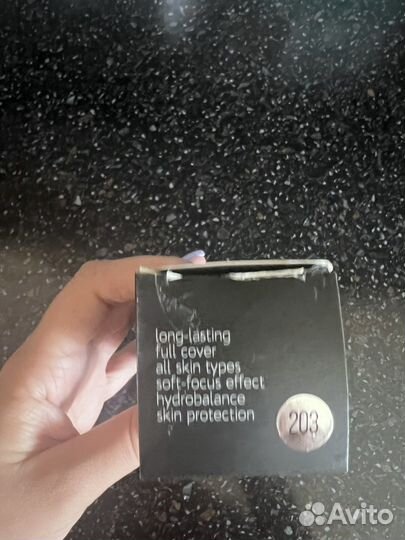 long-lasting
full cover
all skin types
soft-focus effect
hydrobalance
skin protection
203
Avito